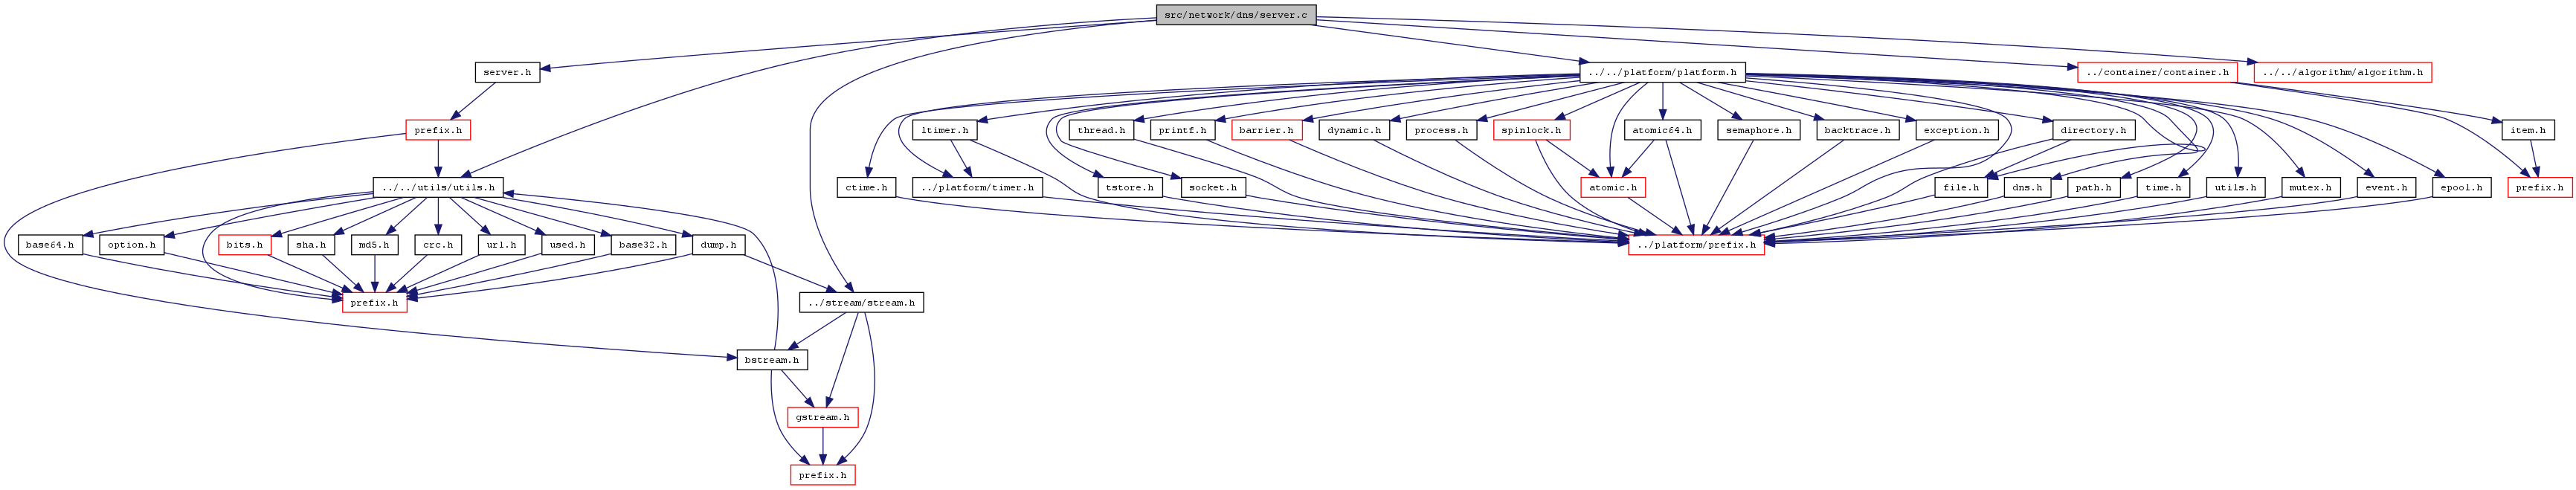 src/network/dns/server.c
server.h
../../platform/platform.h
../container/container.h
../../algorithm/algorithm.h
prefix.h
ltimer.h
thread.h
printf.h
barrier.h
dynamic.h
process.h
spinlock.h
atomic64.h
semaphore.h
backtrace.h
exception.h
directory.h
item.h
../../utils/utils.h
ctime.h
../platform/timer.h
tstore.h
socket.h
atomic.h
file.h
dns.h
path.h
time.h
utils.h
mutex.h
event.h
epool.h
prefix.h
base64.h
option.h
bits.h
sha.h
md5.h
crc.h
url.h
used.h
base32.h
dump.h
../platform/prefix.h
prefix.h
../stream/stream.h
bstream.h
gstream.h
prefix.h